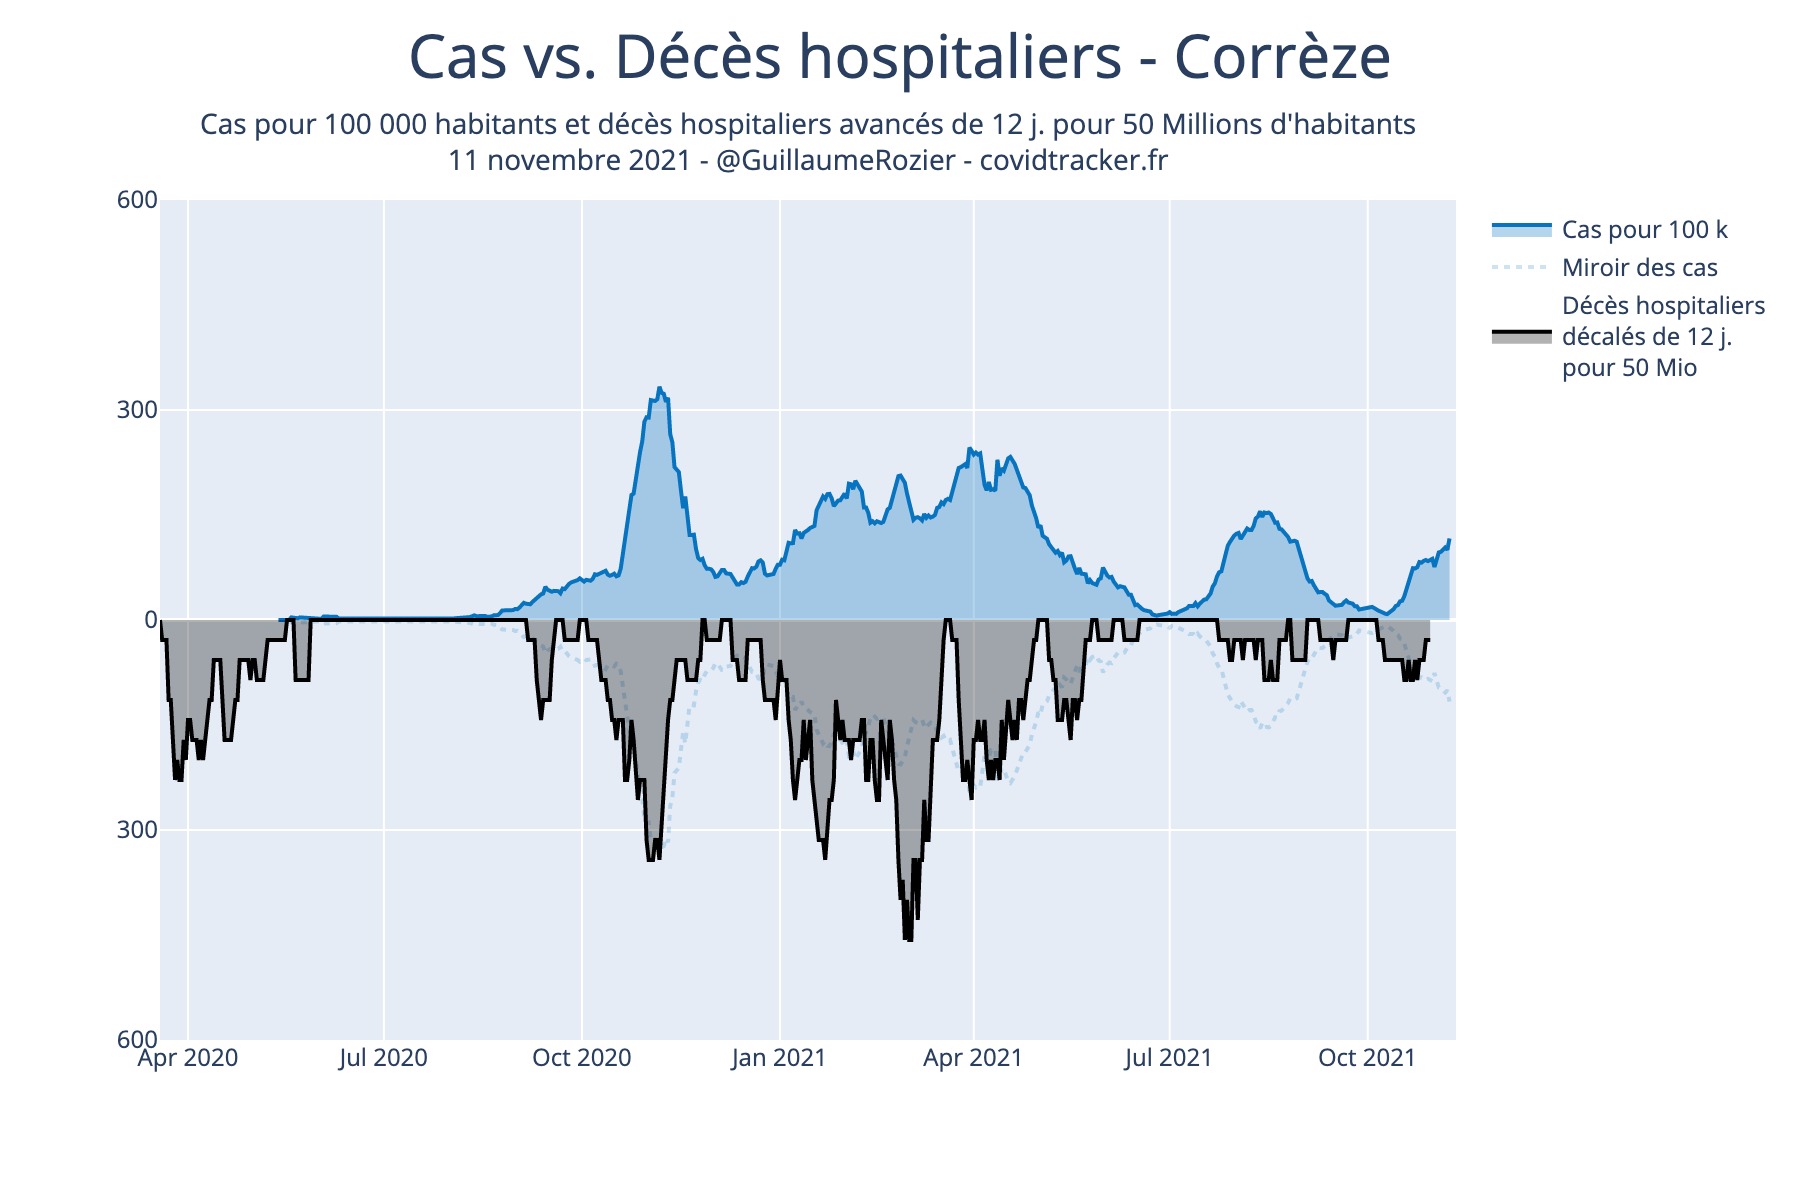 Cas vs. Décès hospitaliers - Corrèze
Cas pour 100 000 habitants et décès hospitaliers avancés de 12 j. pour 50 Millions d'habitants
11 novembre 2021 - @GuillaumeRozier - covidtracker.fr
600
300
0
300
600
Apr 2020
Jul 2020
Oct 2020
Jan 2021
Apr 2021
Jul 2021
Oct 2021
Cas pour 100 k
Miroir des cas
Décès hospitaliers
décalés de 12 j.
pour 50 Mio